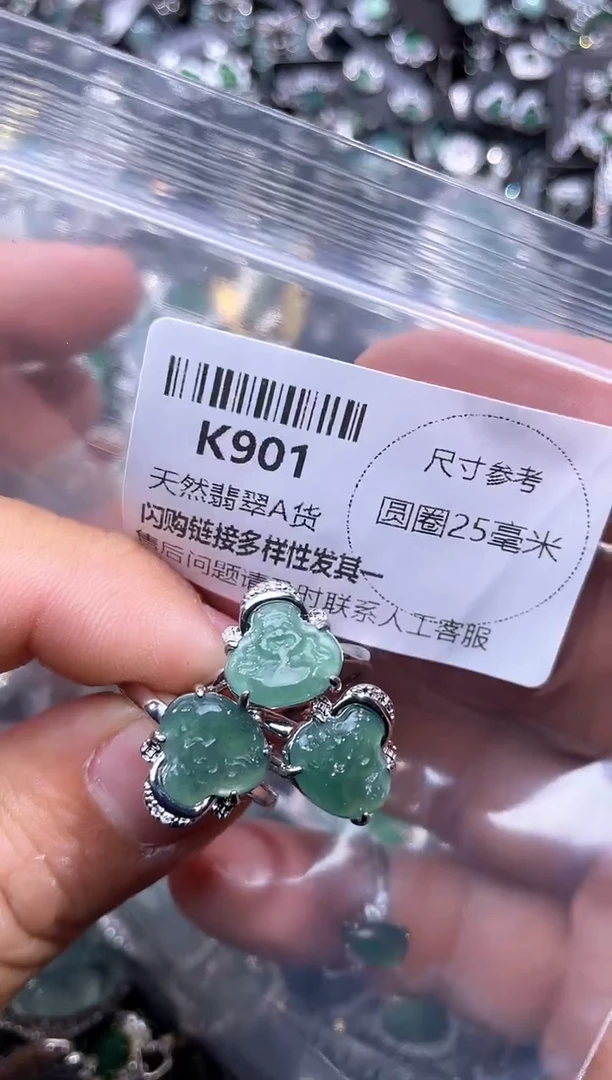 K901
天然翡翠A货
闪购链接多样性发其一
售后问题请及时联系人工客服
尺寸参考
圆圈25毫米